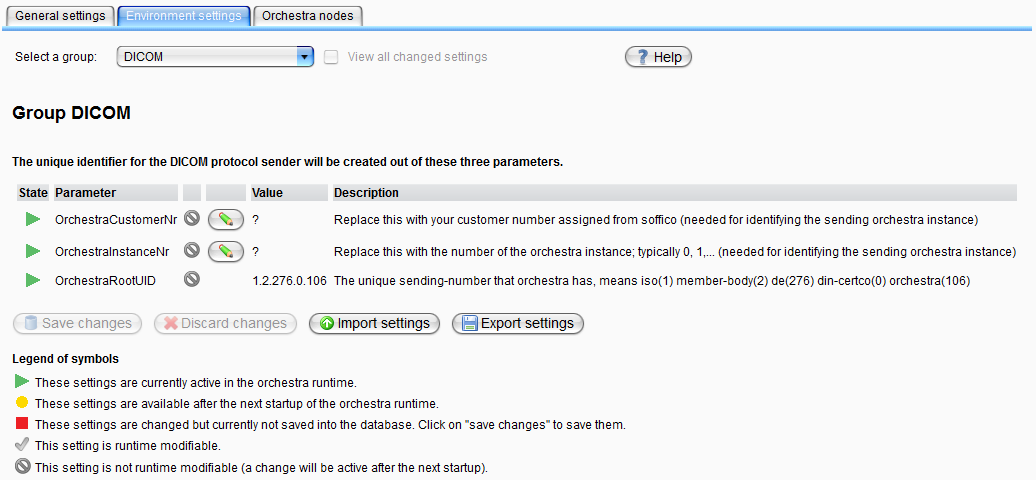 General settings Environment settings Orchestra nodes
Select a group: DICOM View all changed settings Help
Group DICOM
The unique identifier for the DICOM protocol sender will be created out of these three parameters.
State Parameter Value Description
OrchestraCustomerNr ? Replace this with your customer number assigned from soffico (needed for identifying the sending orchestra instance)
OrchestraInstanceNr ? Replace this with the number of the orchestra instance; typically 0, 1,... (needed for identifying the sending orchestra instance)
OrchestraRootUID 1.2.276.0.106 The unique sending-number that orchestra has, means iso(1) member-body(2) de(276) din-certco(0) orchestra(106)
Save changes Discard changes Import settings Export settings
Legend of symbols
These settings are currently active in the orchestra runtime.
These settings are available after the next startup of the orchestra runtime.
These settings are changed but currently not saved into the database. Click on "save changes" to save them.
This setting is runtime modifiable.
This setting is not runtime modifiable (a change will be active after the next startup).